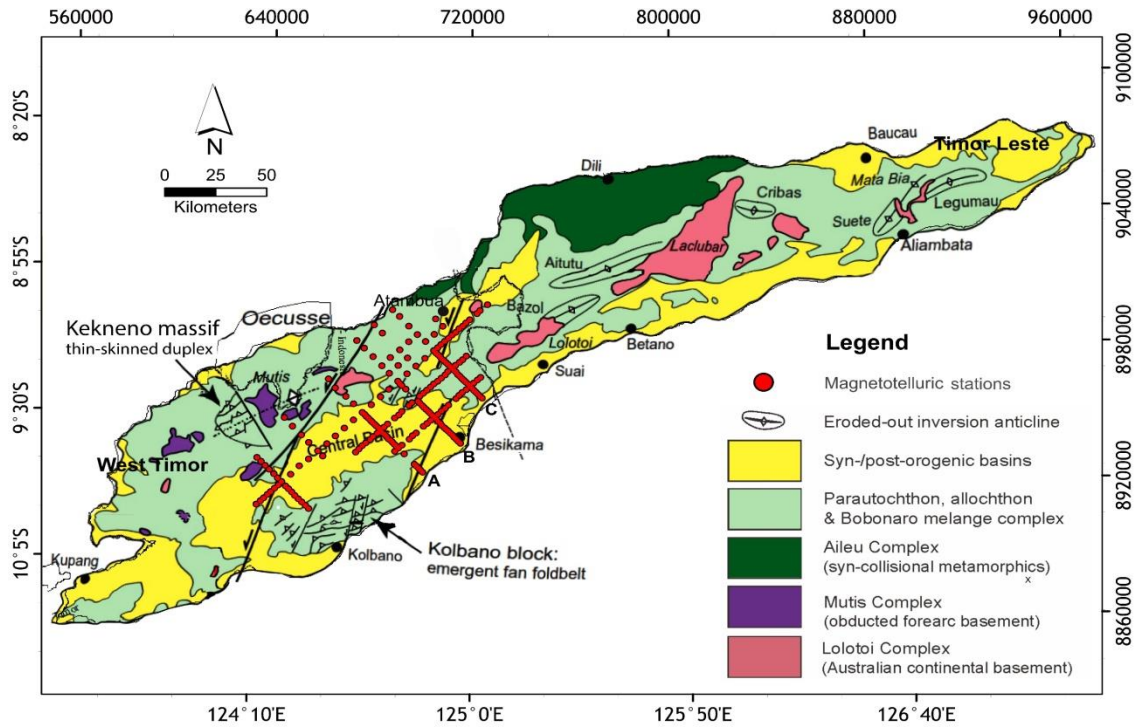 560000 640000 720000 800000 880000 960000
9100000
9040000
8980000
8920000
8860000
8°20'S
8°55'S
9°30'S
10°55'S
124°10'E 125°0'E 125°50'E 126°40'E
N
0 25 50
Kilometers
Baucau
Timor Leste
Dili
Mata Bia
Cribas
Legumau
Suete
Laclubar
Aliambata
Aitutu
Atambua
Bazol
Oecusse
Kekneno massif
thin-skinned duplex
Lolotoi
Betano
Mutis
Suai
C
Central Basin
Besikama
B
West Timor
A
Kolbano
Kolbano block:
emergent fan foldbelt
Kupang
Legend
Magnetotelluric stations
Eroded-out inversion anticline
Syn-/post-orogenic basins
Parautochthon, allochthon
& Bobonaro melange complex
Aileu Complex
(syn-collisional metamorphics)
x
Mutis Complex
(obducted forearc basement)
Lolotoi Complex
(Australian continental basement)